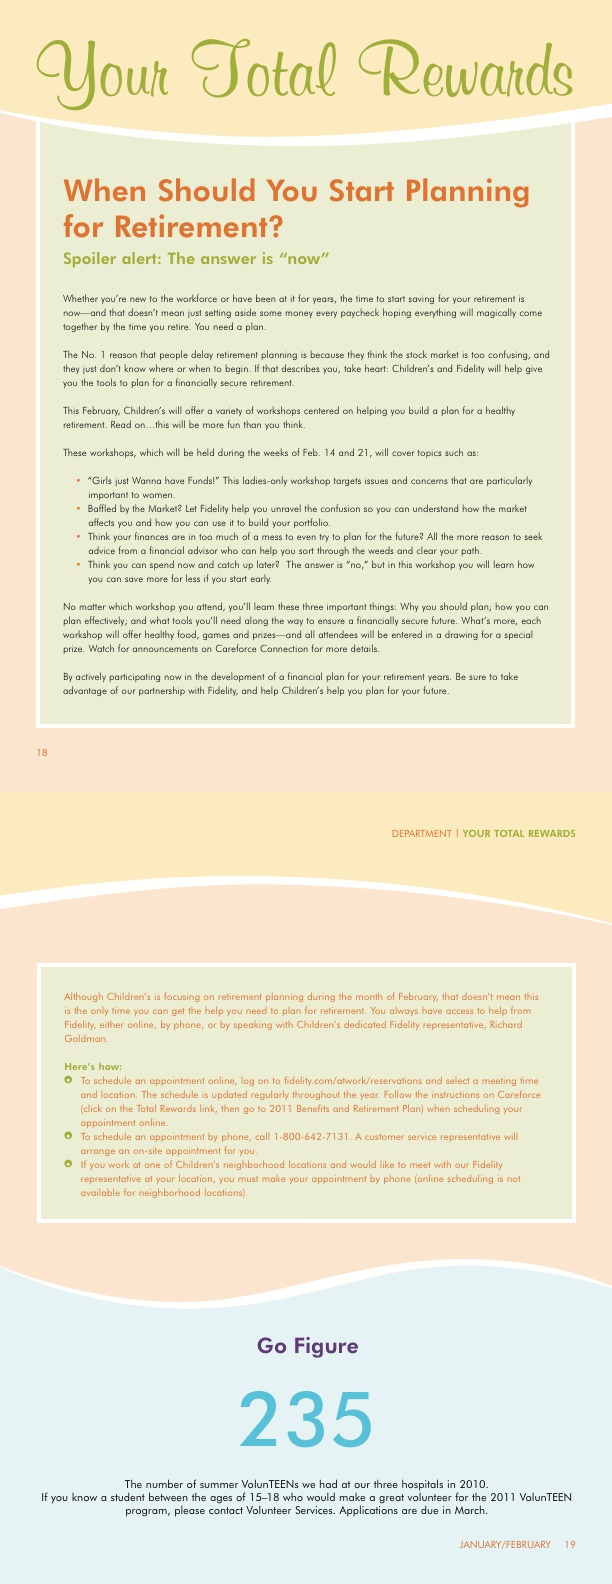 Your Total Rewards
When Should You Start Planning
for Retirement?
Spoiler alert: The answer is “now”
Whether you’re new to the workforce or have been at it for years, the time to start saving for your retirement is
now—and that doesn’t mean just setting aside some money every paycheck hoping everything will magically come
together by the time you retire. You need a plan.
The No. 1 reason that people delay retirement planning is because they think the stock market is too confusing, and
they just don’t know where or when to begin. If that describes you, take heart: Children’s and Fidelity will help give
you the tools to plan for a financially secure retirement.
This February, Children’s will offer a variety of workshops centered on helping you build a plan for a healthy
retirement. Read on…this will be more fun than you think.
These workshops, which will be held during the weeks of Feb. 14 and 21, will cover topics such as:
• “Girls just Wanna have Funds!” This ladies-only workshop targets issues and concerns that are particularly
important to women.
• Baffled by the Market? Let Fidelity help you unravel the confusion so you can understand how the market
affects you and how you can use it to build your portfolio.
• Think your finances are in too much of a mess to even try to plan for the future? All the more reason to seek
advice from a financial advisor who can help you sort through the weeds and clear your path.
• Think you can spend now and catch up later?  The answer is “no,” but in this workshop you will learn how
you can save more for less if you start early.
No matter which workshop you attend, you’ll learn these three important things: Why you should plan; how you can
plan effectively; and what tools you’ll need along the way to ensure a financially secure future. What’s more, each
workshop will offer healthy food, games and prizes—and all attendees will be entered in a drawing for a special
prize. Watch for announcements on Careforce Connection for more details.
By actively participating now in the development of a financial plan for your retirement years. Be sure to take
advantage of our partnership with Fidelity, and help Children’s help you plan for your future.
18
DEPARTMENT | YOUR TOTAL REWARDS
Although Children’s is focusing on retirement planning during the month of February, that doesn’t mean this
is the only time you can get the help you need to plan for retirement. You always have access to help from
Fidelity, either online, by phone, or by speaking with Children’s dedicated Fidelity representative, Richard
Goldman.
Here’s how:
To schedule an appointment online, log on to fidelity.com/atwork/reservations and select a meeting time
and location. The schedule is updated regularly throughout the year. Follow the instructions on Careforce
(click on the Total Rewards link, then go to 2011 Benefits and Retirement Plan) when scheduling your
appointment online.
To schedule an appointment by phone, call 1-800-642-7131. A customer service representative will
arrange an on-site appointment for you.
If you work at one of Children’s neighborhood locations and would like to meet with our Fidelity
representative at your location, you must make your appointment by phone (online scheduling is not
available for neighborhood locations).
Go Figure
235
The number of summer VolunTEENs we had at our three hospitals in 2010.
If you know a student between the ages of 15–18 who would make a great volunteer for the 2011 VolunTEEN
program, please contact Volunteer Services. Applications are due in March.
JANUARY/FEBRUARY 19